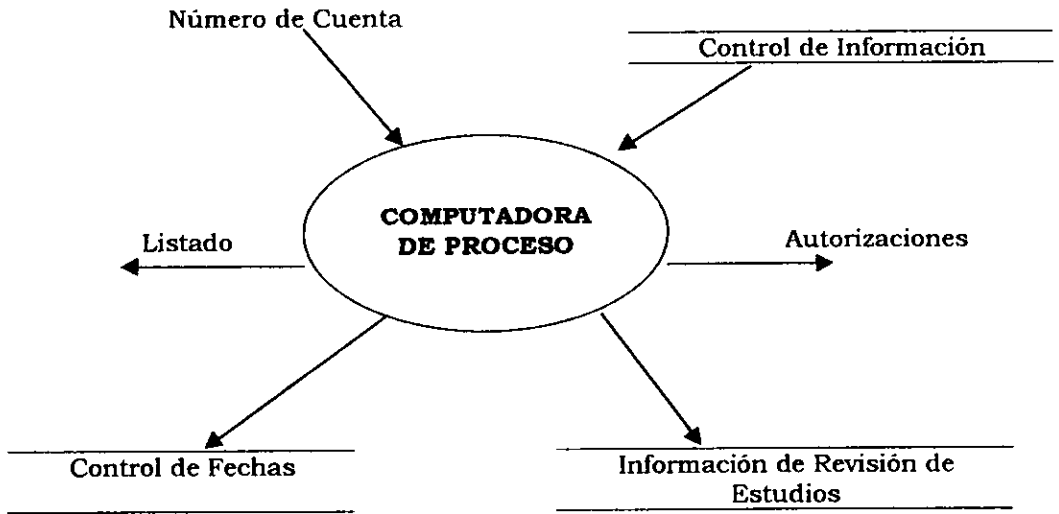 Número de Cuenta
Control de Información
COMPUTADORA
DE PROCESO
Listado
Autorizaciones
Control de Fechas
Información de Revisión de
Estudios